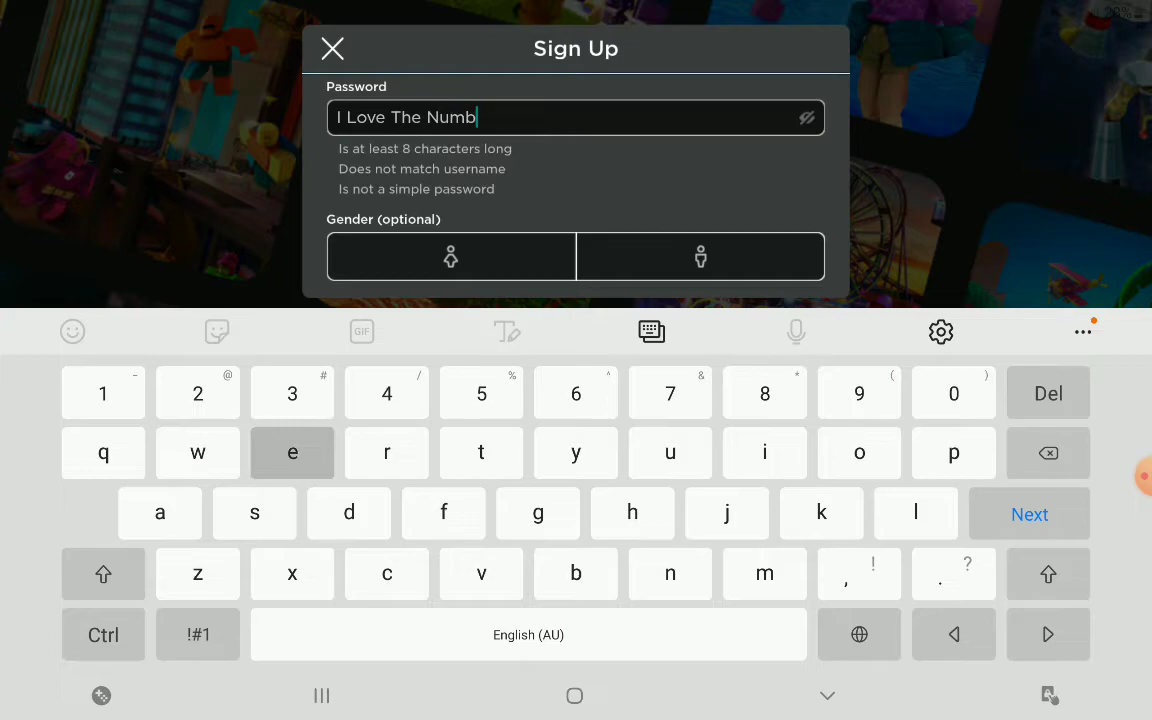 28%
Sign Up
Password
I Love The Numb
Is at least 8 characters long
Does not match username
Is not a simple password
Gender (optional)
GIF
1 - 2 @ 3 # 4 / 5 % 6 ^ 7 & 8 * 9 ( 0 ) Del
q w e r t y u i o p
a s d f g h j k l Next
z x c v b n m , ! . ?
Ctrl !#1 English (AU)